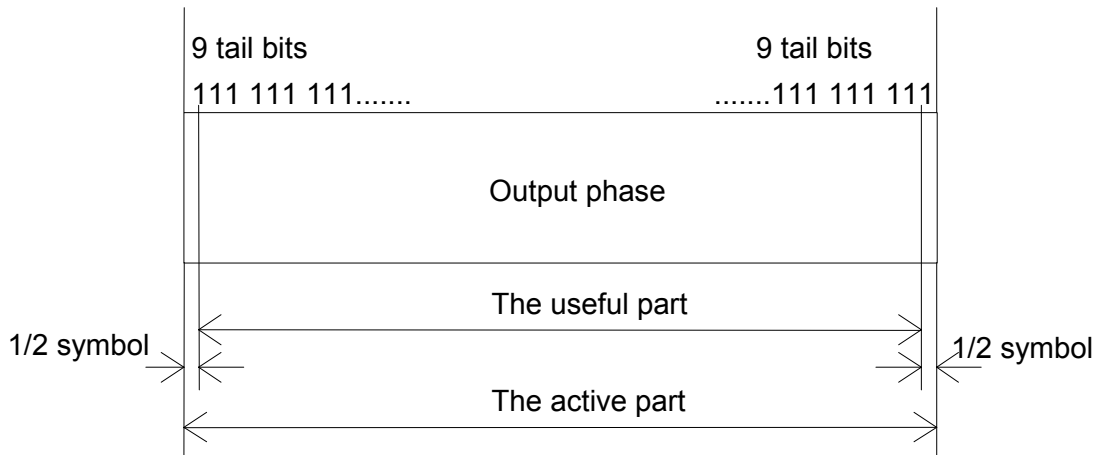 9 tail bits 9 tail bits
111 111 111....... .......111 111 111
Output phase
The useful part
1/2 symbol 1/2 symbol
The active part